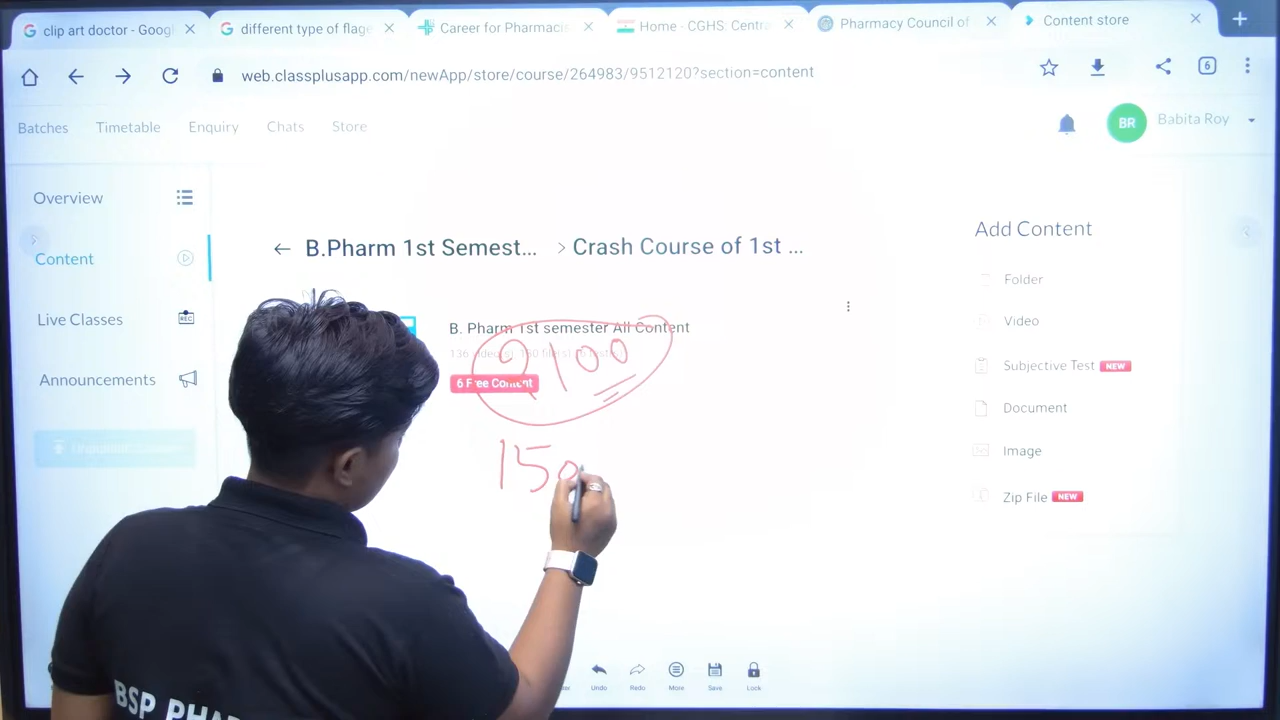 clip art doctor - Googl
different type of flage
Career for Pharmacis
Home - CGHS: Centra
Pharmacy Council of
Content store
web.classplusapp.com/newApp/store/course/264983/9512120?section=content
6
Batches
Timetable
Enquiry
Chats
Store
BR
Babita Roy
Overview
Content
Live Classes
REC
Announcements
B.Pharm 1st Semest... > Crash Course of 1st ...
B. Pharm 1st semester All Content
6 Free Content
2100
150
Add Content
Folder
Video
Subjective Test NEW
Document
Image
Zip File NEW
Undo
Redo
More
Save
Lock
BSP PHAR